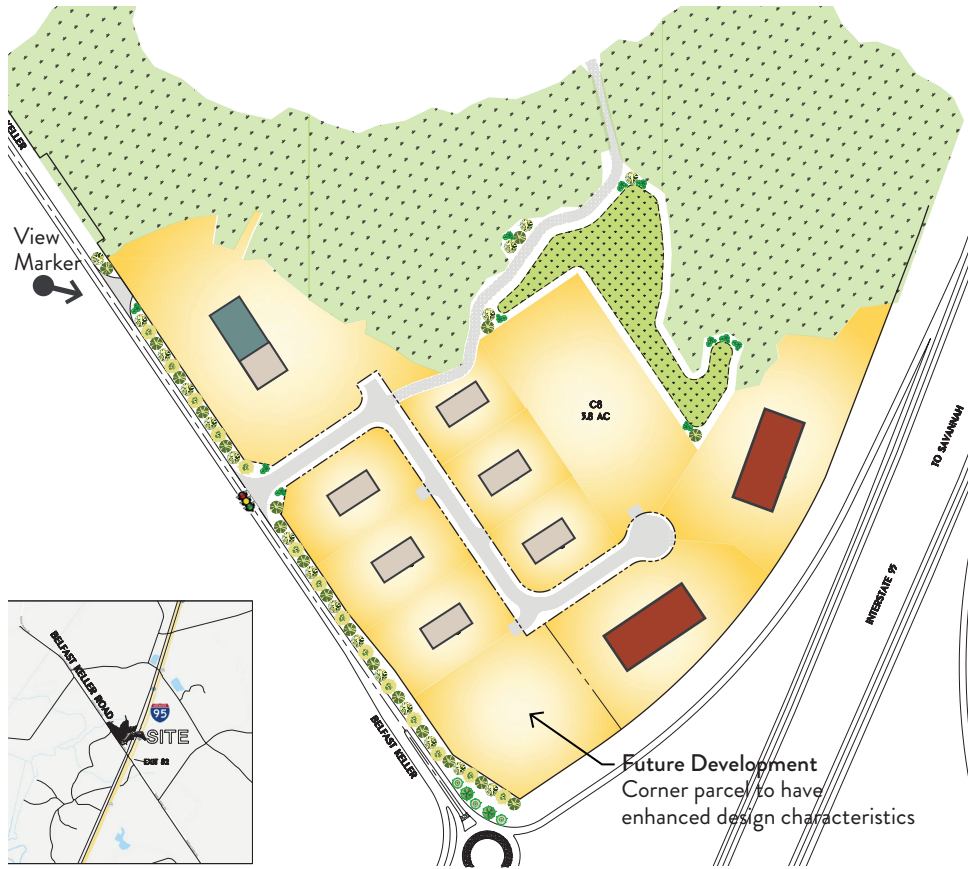 KELLER
View
Marker
C8
3.8 AC
TO SAVANNAH
INTERSTATE 95
BELFAST KELLER
BELFAST KELLER ROAD
95
SITE
EXIT 82
Future Development
Corner parcel to have
enhanced design characteristics